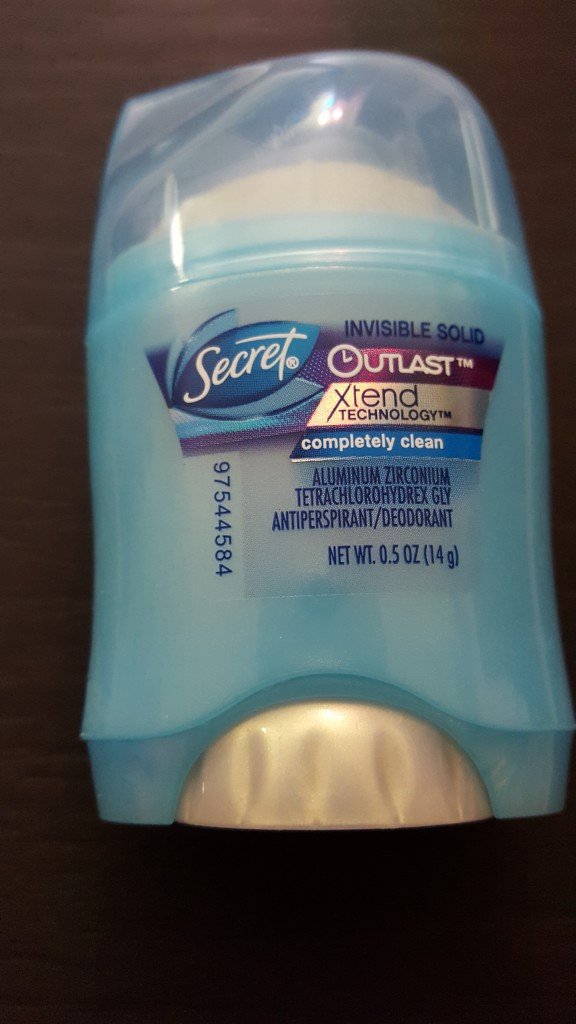 INVISIBLE SOLID
Secret®
OUTLAST™
Xtend
TECHNOLOGY™
completely clean
ALUMINUM ZIRCONIUM
TETRACHLOROHYDREX GLY
ANTIPERSPIRANT/DEODORANT
NET WT. 0.5 OZ (14 g)
97544584